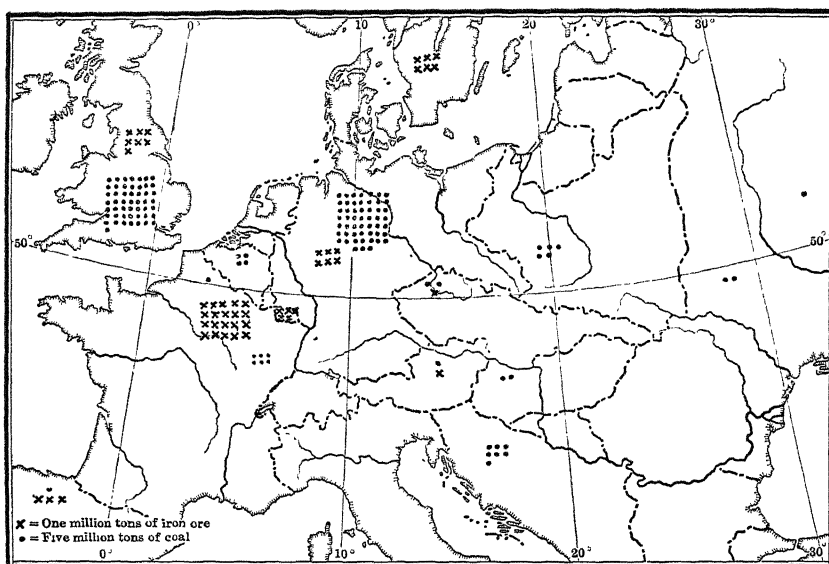 0° 10 20° 30°
50° 50°
✗ = One million tons of iron ore
• = Five million tons of coal
0° 10° 20° 30°